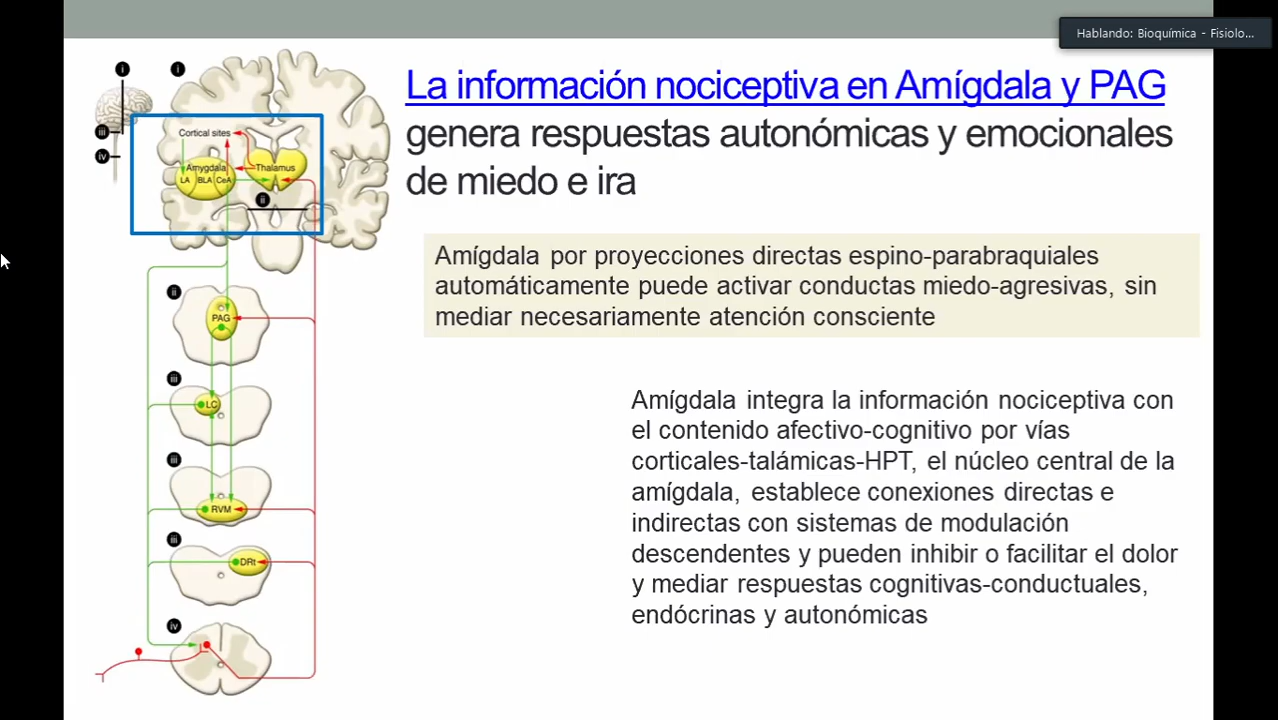 Hablando: Bioquímica - Fisiolo...
La información nociceptiva en Amígdala y PAG
genera respuestas autonómicas y emocionales
de miedo e ira
Amígdala por proyecciones directas espino-parabraquiales
automáticamente puede activar conductas miedo-agresivas, sin
mediar necesariamente atención consciente
Amígdala integra la información nociceptiva con
el contenido afectivo-cognitivo por vías
corticales-talámicas-HPT, el núcleo central de la
amígdala, establece conexiones directas e
indirectas con sistemas de modulación
descendentes y pueden inhibir o facilitar el dolor
y mediar respuestas cognitivas-conductuales,
endócrinas y autonómicas
i
i
iii
iv
Cortical sites
Amygdala
Thalamus
LA BLA CeA
ii
ii
PAG
iii
LC
iii
RVM
iii
DRt
iv